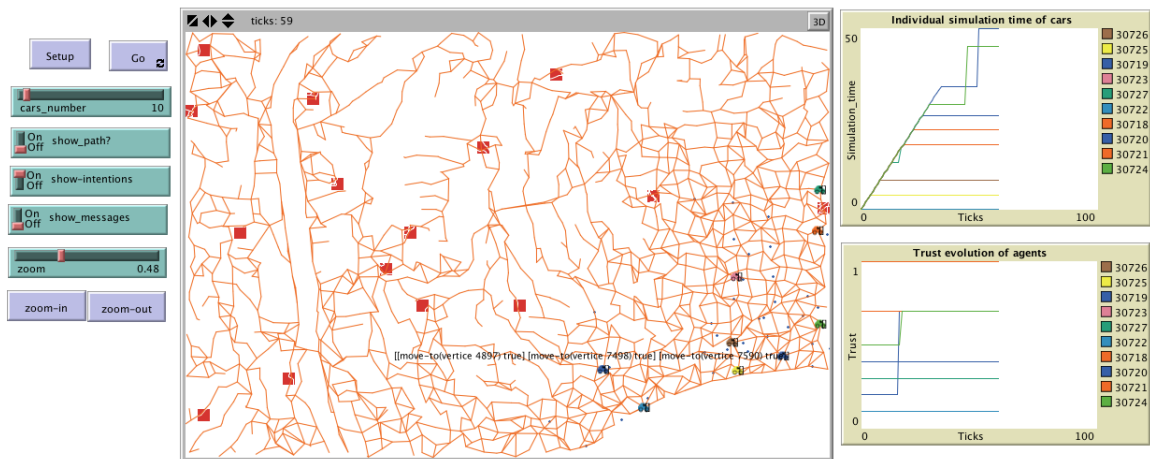 Setup
Go
cars_number 10
On
Off
show_path?
On
Off
show-intentions
On
Off
show_messages
zoom 0.48
zoom-in
zoom-out
ticks: 59
3D
[[move-to(vertice 4897) true] [move-to(vertice 7498) true] [move-to(vertice 7590) true]
Individual simulation time of cars
50
Simulation_time
0
0
Ticks
100
30726
30725
30719
30723
30727
30722
30718
30720
30721
30724
Trust evolution of agents
1
Trust
0
0
Ticks
100
30726
30725
30719
30723
30727
30722
30718
30720
30721
30724